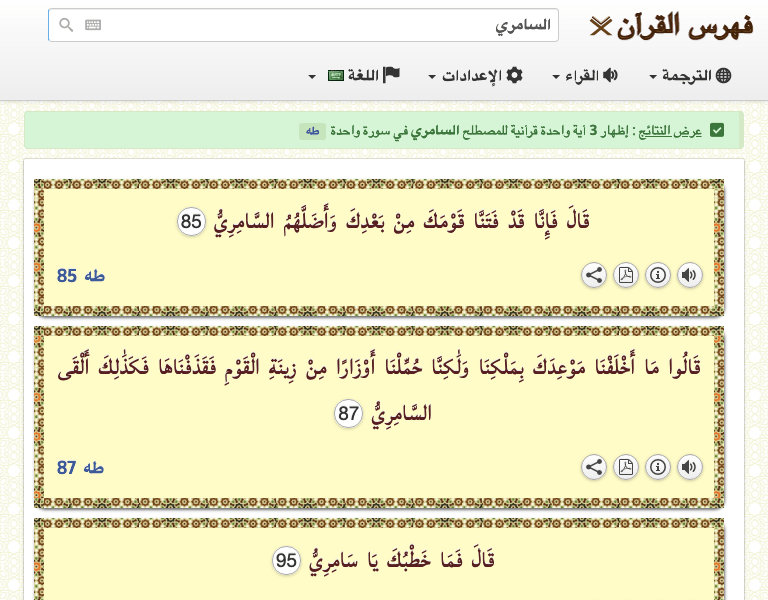 فهرس القرآن
السامري
الترجمة
القراء
الإعدادات
اللغة
عرض النتائج : إظهار 3 آية واحدة قرآنية للمصطلح السامري في سورة واحدة طه
قَالَ فَإِنَّا قَدْ فَتَنَّا قَوْمَكَ مِنْ بَعْدِكَ وَأَضَلَّهُمُ السَّامِرِيُّ 85
طه 85
قَالُوا مَا أَخْلَفْنَا مَوْعِدَكَ بِمَلْكِنَا وَلَٰكِنَّا حُمِّلْنَا أَوْزَارًا مِنْ زِينَةِ الْقَوْمِ فَقَذَفْنَاهَا فَكَذَٰلِكَ أَلْقَى
السَّامِرِيُّ 87
طه 87
قَالَ فَمَا خَطْبُكَ يَا سَامِرِيُّ 95